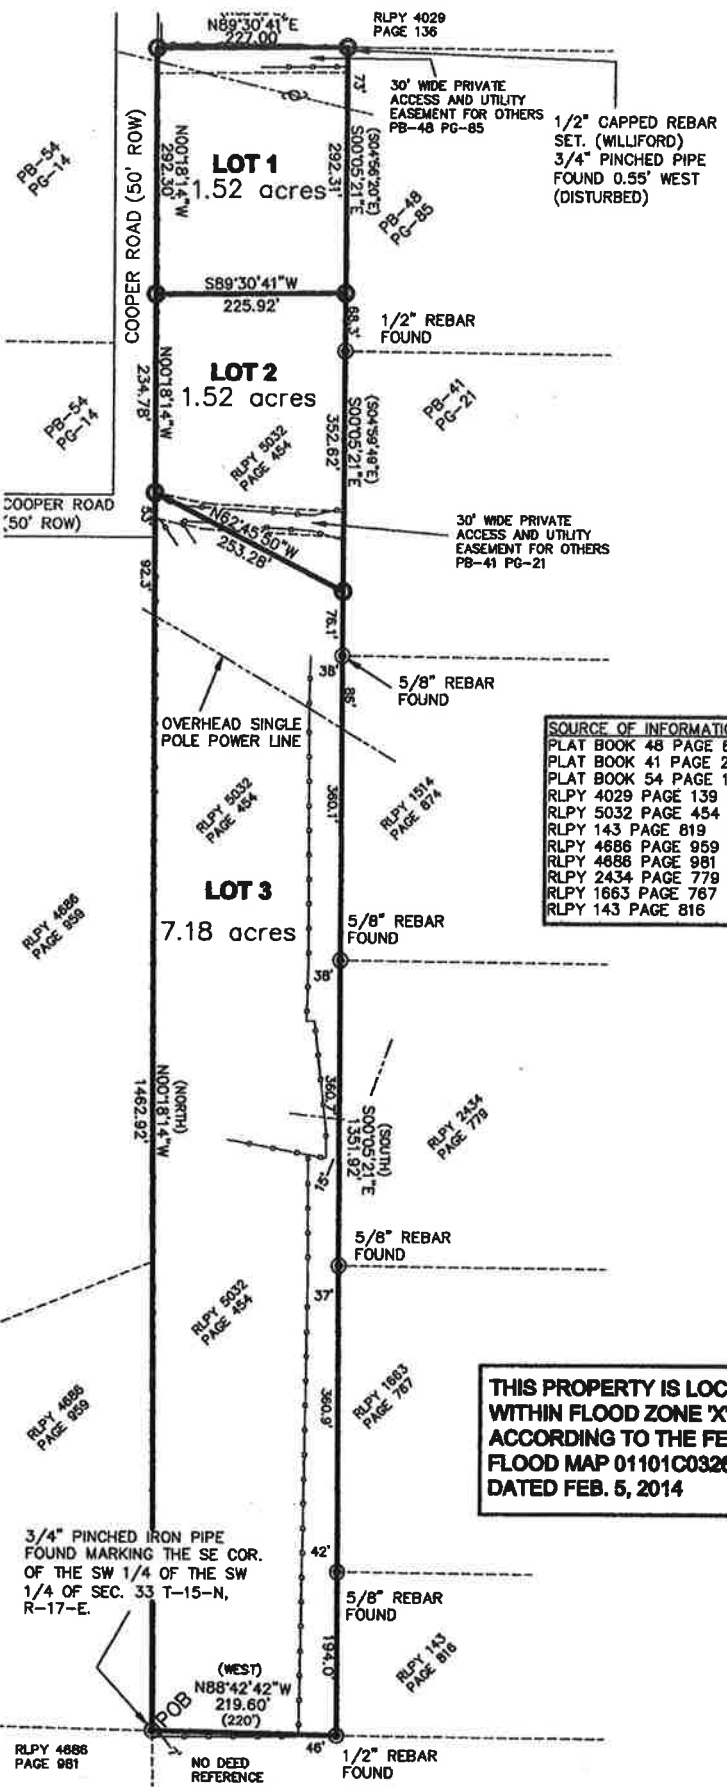 N89°30'41"E
227.00'
RLPY 4029
PAGE 136
30' WIDE PRIVATE
ACCESS AND UTILITY
EASEMENT FOR OTHERS
PB-48 PG-85
1/2" CAPPED REBAR
SET. (WILLIFORD)
3/4" PINCHED PIPE
FOUND 0.55' WEST
(DISTURBED)
73'
PB-54
PG-14
COOPER ROAD (50' ROW)
N00°18'14"W
292.30'
LOT 1
1.52 acres
(S04°56'20"E)
S00°05'21"E
292.31'
PB-48
PG-85
S89°30'41"W
225.92'
68.3'
1/2" REBAR
FOUND
PB-54
PG-14
N00°18'14"W
234.78'
LOT 2
1.52 acres
RLPY 5032
PAGE 454
(S04°59'49"E)
S00°05'21"E
352.62'
PB-41
PG-21
COOPER ROAD
(50' ROW)
53'
N62°45'50"W
253.28'
30' WIDE PRIVATE
ACCESS AND UTILITY
EASEMENT FOR OTHERS
PB-41 PG-21
92.3'
76.1'
38'
5/8" REBAR
FOUND
86'
OVERHEAD SINGLE
POLE POWER LINE
SOURCE OF INFORMATIO
PLAT BOOK 48 PAGE 8
PLAT BOOK 41 PAGE 2
PLAT BOOK 54 PAGE 1
RLPY 4029 PAGE 139
RLPY 5032 PAGE 454
RLPY 143 PAGE 819
RLPY 4686 PAGE 959
RLPY 4686 PAGE 981
RLPY 2434 PAGE 779
RLPY 1663 PAGE 767
RLPY 143 PAGE 816
RLPY 5032
PAGE 454
360.1'
RLPY 1514
PAGE 874
LOT 3
7.18 acres
RLPY 4686
PAGE 959
5/8" REBAR
FOUND
38'
(NORTH)
N00°18'14"W
1462.92'
360.7'
(SOUTH)
S00°05'21"E
1351.92'
RLPY 2434
PAGE 779
15'
5/8" REBAR
FOUND
37'
RLPY 5032
PAGE 454
RLPY 4686
PAGE 959
360.9'
RLPY 1663
PAGE 767
THIS PROPERTY IS LOC
WITHIN FLOOD ZONE 'X'
ACCORDING TO THE FE
FLOOD MAP 01101C0326
DATED FEB. 5, 2014
3/4" PINCHED IRON PIPE
FOUND MARKING THE SE COR.
OF THE SW 1/4 OF THE SW
1/4 OF SEC. 33 T-15-N,
R-17-E.
42'
5/8" REBAR
FOUND
194.0'
RLPY 143
PAGE 816
(WEST)
N88°42'42"W
219.60'
(220')
POB
7'
46'
RLPY 4686
PAGE 981
NO DEED
REFERENCE
1/2" REBAR
FOUND